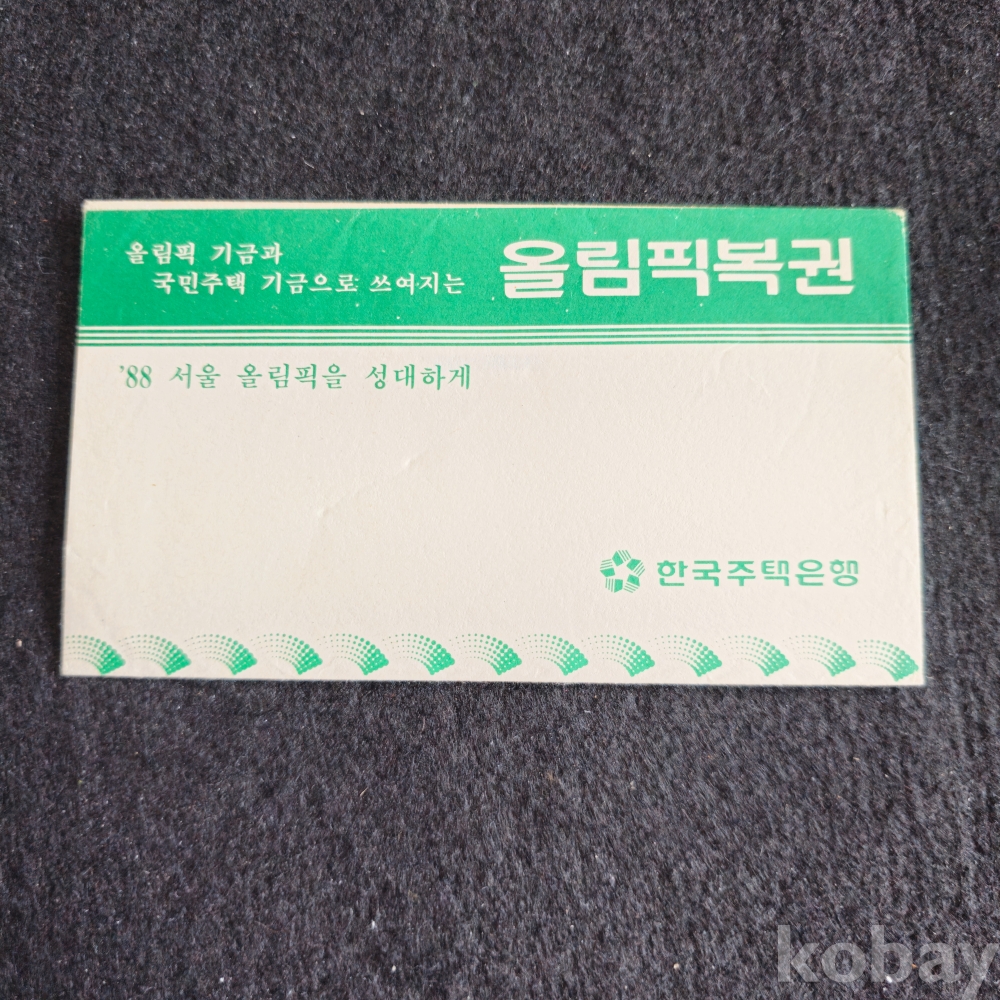 올림픽 기금과
국민주택 기금으로 쓰여지는
올림픽복권
'88 서울 올림픽을 성대하게
한국주택은행
kobay